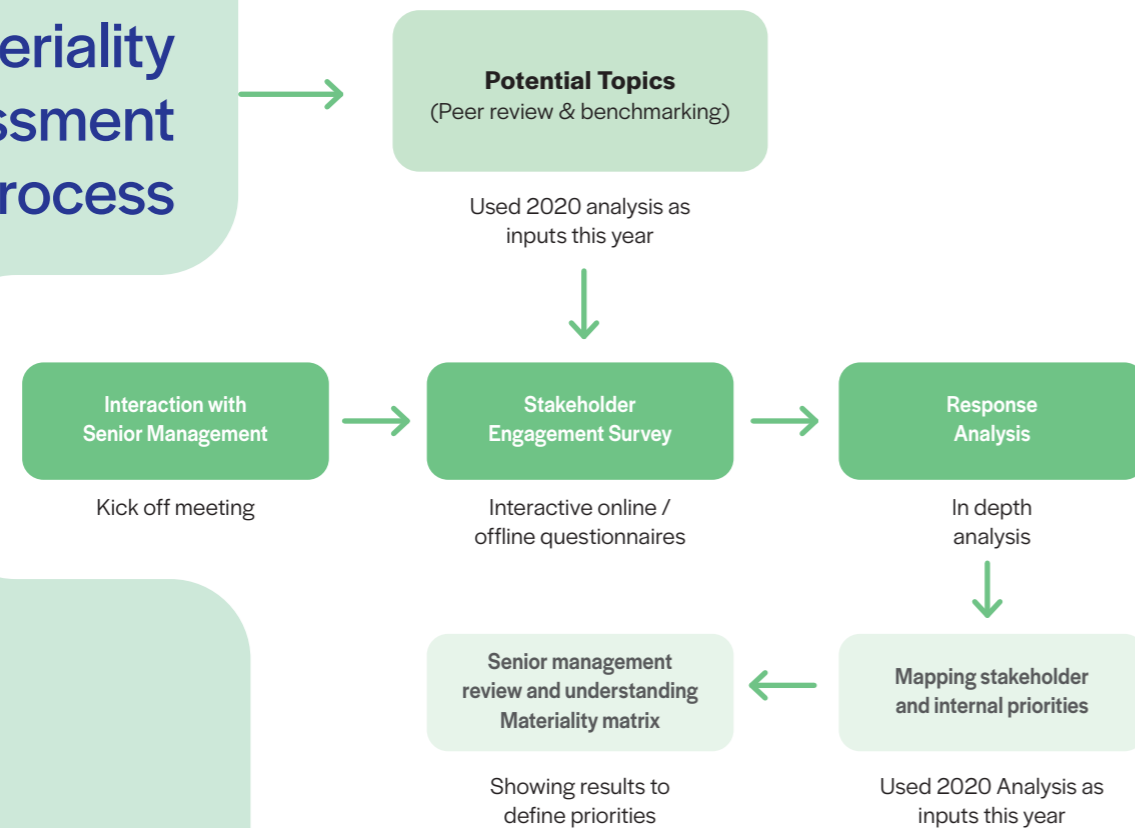 eriality
ssment
rocess
Potential Topics
(Peer review & benchmarking)
Used 2020 analysis as
inputs this year
Interaction with
Senior Management
Kick off meeting
Stakeholder
Engagement Survey
Interactive online /
offline questionnaires
Response
Analysis
In depth
analysis
Senior management
review and understanding
Materiality matrix
Showing results to
define priorities
Mapping stakeholder
and internal priorities
Used 2020 Analysis as
inputs this year